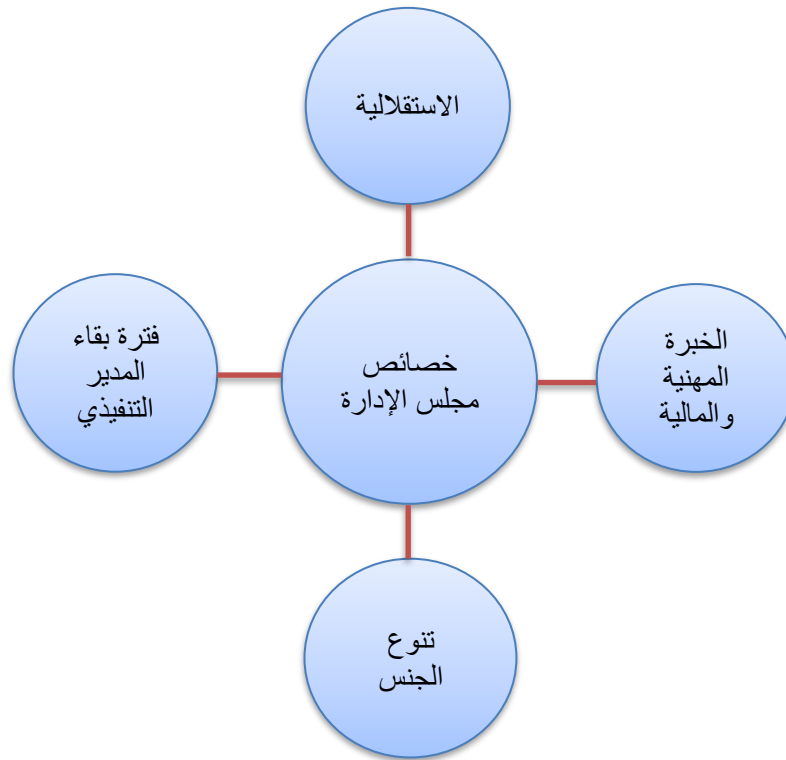 الاستقلالية
الخبرة
المهنية
والمالية
خصائص
مجلس الإدارة
فترة بقاء
المدير
التنفيذي
تنوع
الجنس